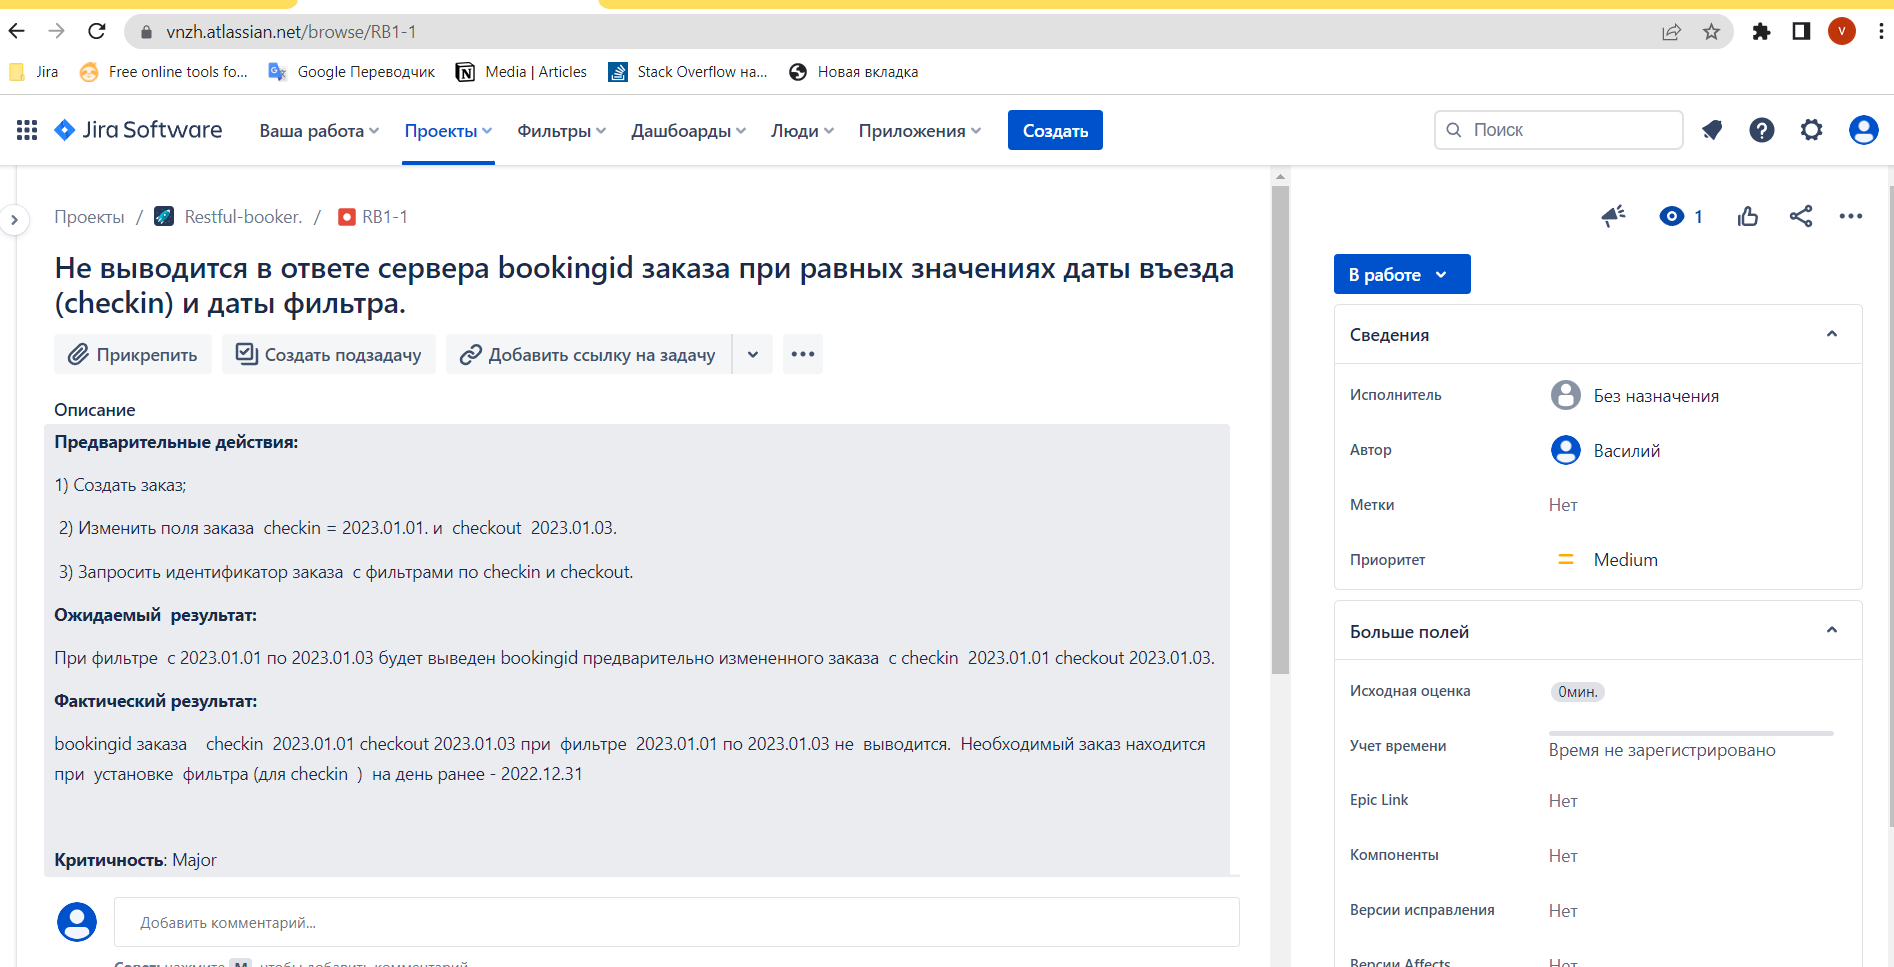 vnzh.atlassian.net/browse/RB1-1
V
Jira
Free online tools fo...
Google Переводчик
Media | Articles
Stack Overflow на...
Новая вкладка
Jira Software
Ваша работа
Проекты
Фильтры
Дашбоарды
Люди
Приложения
Создать
Поиск
Проекты / Restful-booker. / RB1-1
1
Не выводится в ответе сервера bookingid заказа при равных значениях даты въезда
(checkin) и даты фильтра.
В работе
Прикрепить
Создать подзадачу
Добавить ссылку на задачу
Описание
Предварительные действия:
1) Создать заказ;
2) Изменить поля заказа checkin = 2023.01.01. и checkout 2023.01.03.
3) Запросить идентификатор заказа с фильтрами по checkin и checkout.
Ожидаемый результат:
При фильтре с 2023.01.01 по 2023.01.03 будет выведен bookingid предварительно измененного заказа с checkin 2023.01.01 checkout 2023.01.03.
Фактический результат:
bookingid заказа checkin 2023.01.01 checkout 2023.01.03 при фильтре 2023.01.01 по 2023.01.03 не выводится. Необходимый заказ находится
при установке фильтра (для checkin ) на день ранее - 2022.12.31
Критичность: Major
Добавить комментарий...
Совет: нажмите M, чтобы добавить комментарий
Сведения
Исполнитель
Без назначения
Автор
Василий
Метки
Нет
Приоритет
Medium
Больше полей
Исходная оценка
0мин.
Учет времени
Время не зарегистрировано
Epic Link
Нет
Компоненты
Нет
Версии исправления
Нет
Версии Affects
Нет